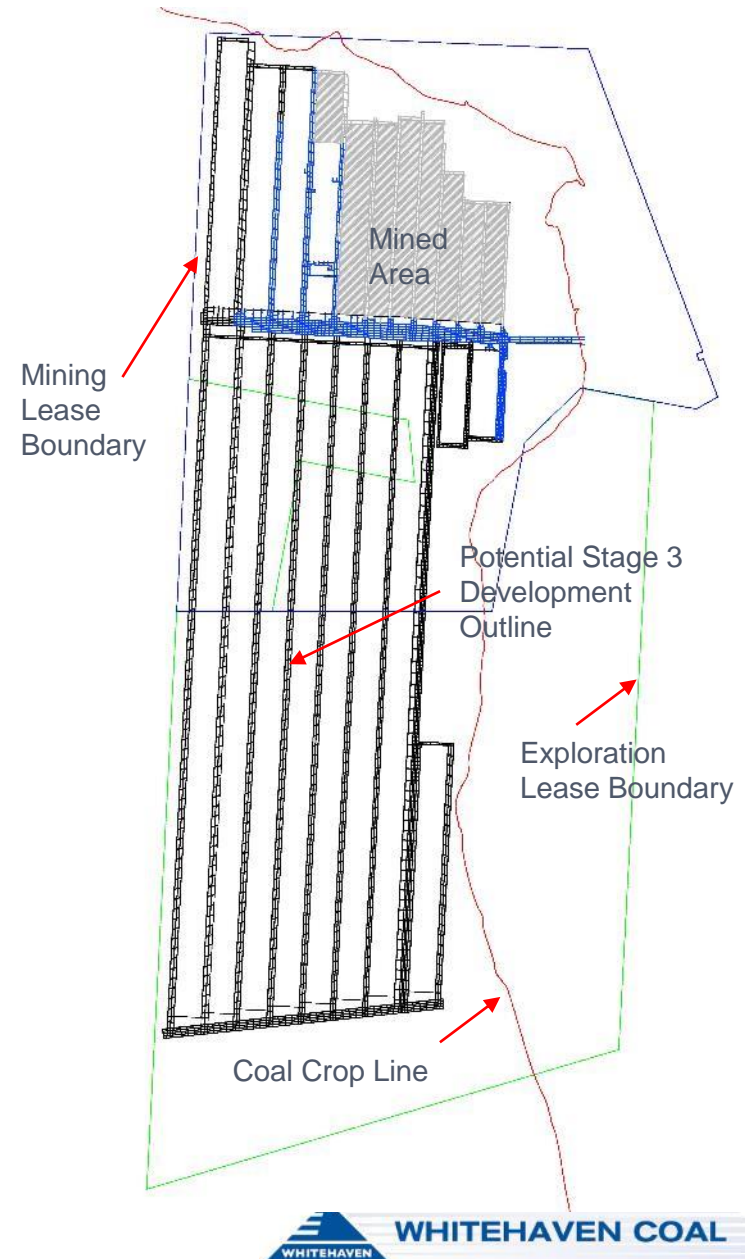 Mined
Area
Mining
Lease
Boundary
Potential Stage 3
Development
Outline
Exploration
Lease Boundary
Coal Crop Line
WHITEHAVEN COAL
WHITEHAVEN